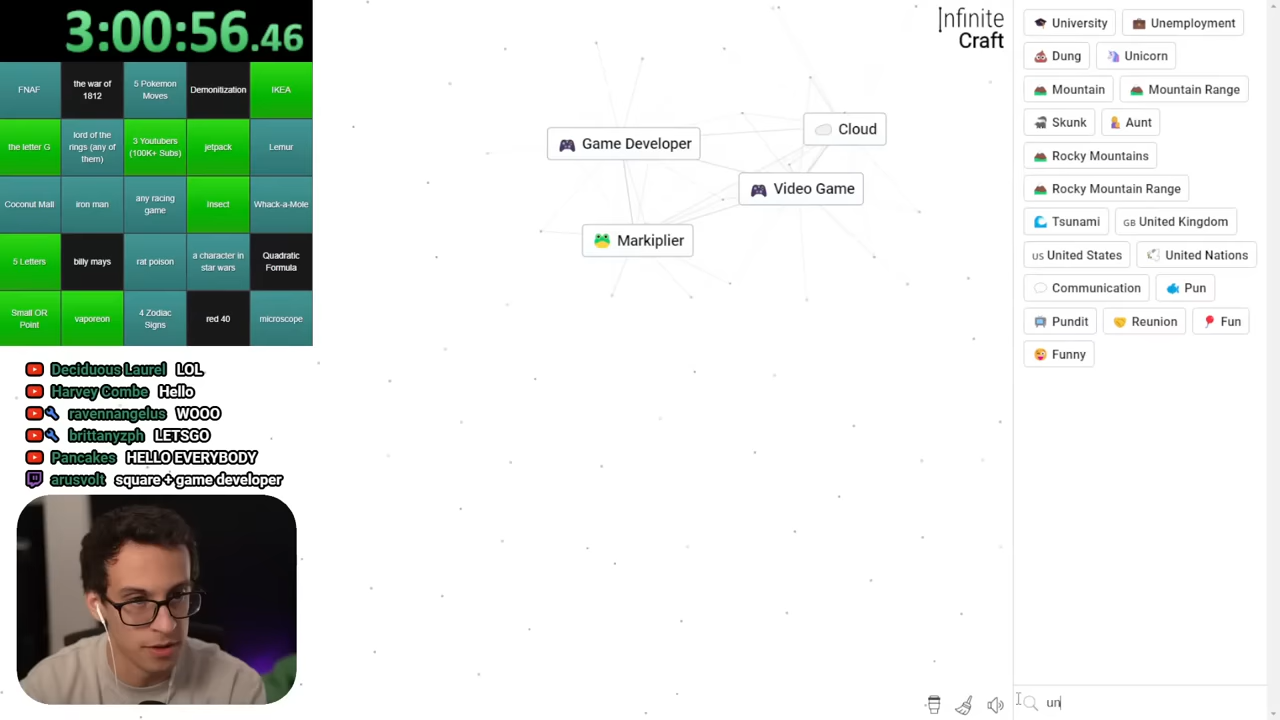 3:00:56.46
FNAF
the war of 1812
5 Pokemon Moves
Demonitization
IKEA
the letter G
lord of the rings (any of them)
3 Youtubers (100K+ Subs)
jetpack
Lemur
Coconut Mall
iron man
any racing game
Insect
Whack-a-Mole
5 Letters
billy mays
rat poison
a character in star wars
Quadratic Formula
Small OR Point
vaporeon
4 Zodiac Signs
red 40
microscope
Deciduous Laurel LOL
Harvey Combe Hello
ravennangelus WOOO
brittanyzph LETSGO
Pancakes HELLO EVERYBODY
arusvolt square + game developer
Infinite
Craft
Game Developer
Cloud
Video Game
Markiplier
University
Unemployment
Dung
Unicorn
Mountain
Mountain Range
Skunk
Aunt
Rocky Mountains
Rocky Mountain Range
Tsunami
GB United Kingdom
US United States
United Nations
Communication
Pun
Pundit
Reunion
Fun
Funny
un